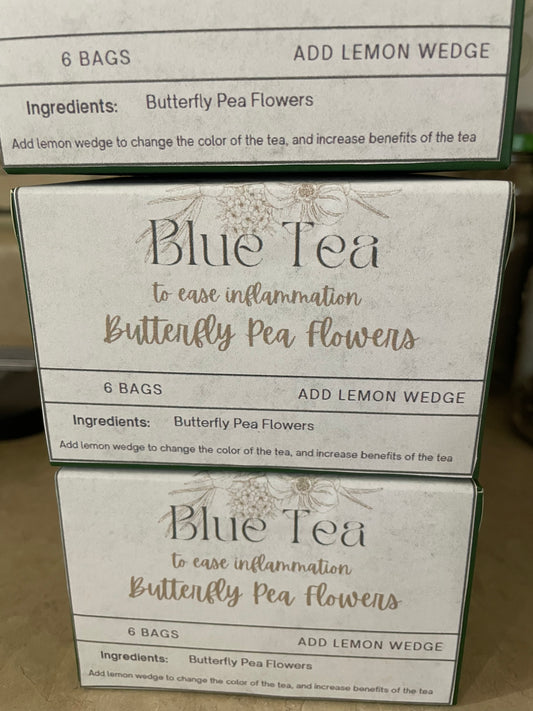 6 BAGS ADD LEMON WEDGE
Ingredients: Butterfly Pea Flowers
Add lemon wedge to change the color of the tea, and increase benefits of the tea
Blue Tea
to ease inflammation
Butterfly Pea Flowers
6 BAGS ADD LEMON WEDGE
Ingredients: Butterfly Pea Flowers
Add lemon wedge to change the color of the tea, and increase benefits of the tea
Blue Tea
to ease inflammation
Butterfly Pea Flowers
6 BAGS ADD LEMON WEDGE
Ingredients: Butterfly Pea Flowers
Add lemon wedge to change the color of the tea, and increase benefits of the tea